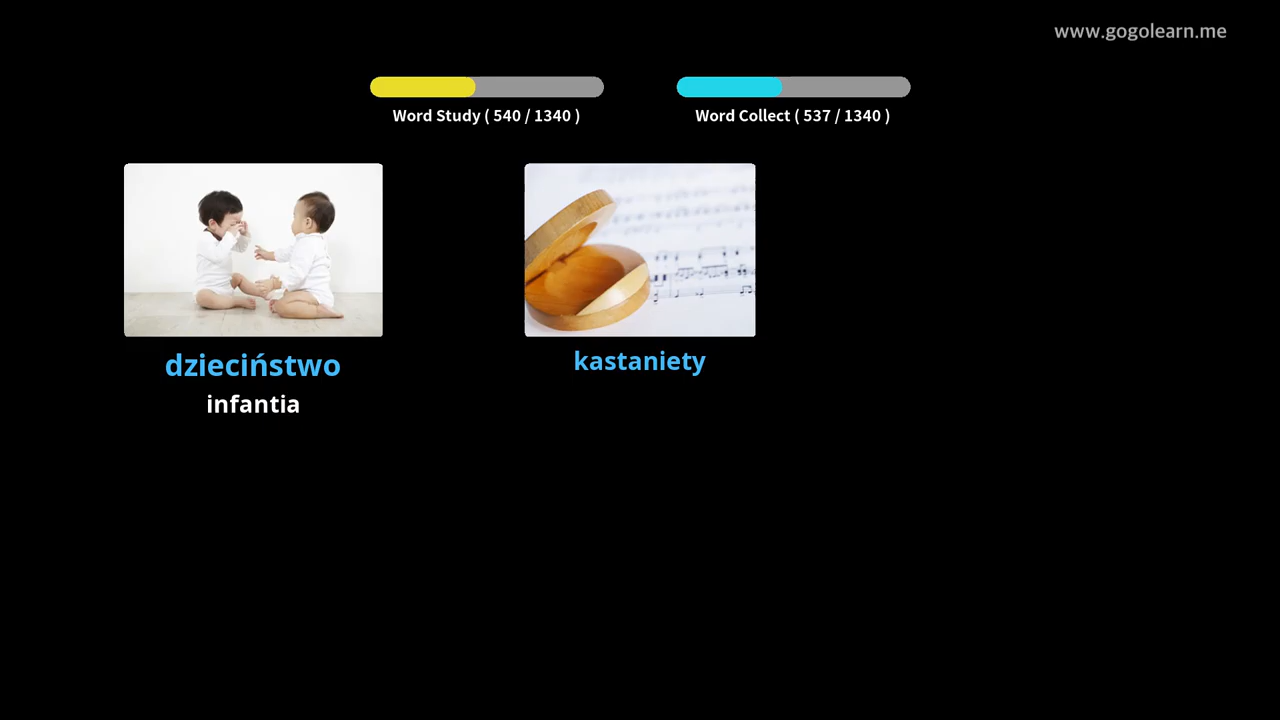 www.gogolearn.me
Word Study ( 540 / 1340 )
Word Collect ( 537 / 1340 )
dzieciństwo
infantia
kastaniety